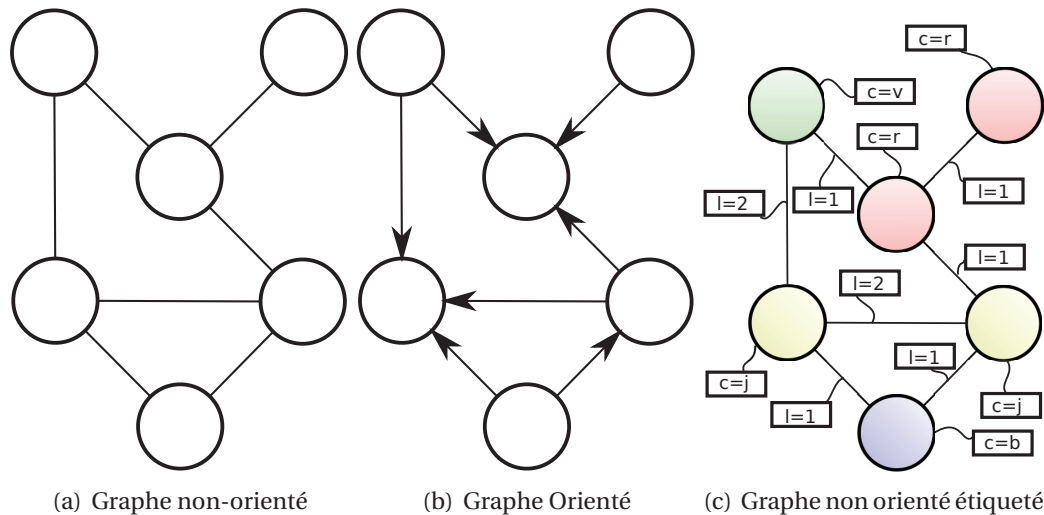 c=r
c=v
c=r
l=1
l=2
l=1
l=1
l=2
l=1
c=j
l=1
c=j
c=b
(a) Graphe non-orienté
(b) Graphe Orienté
(c) Graphe non orienté étiqueté